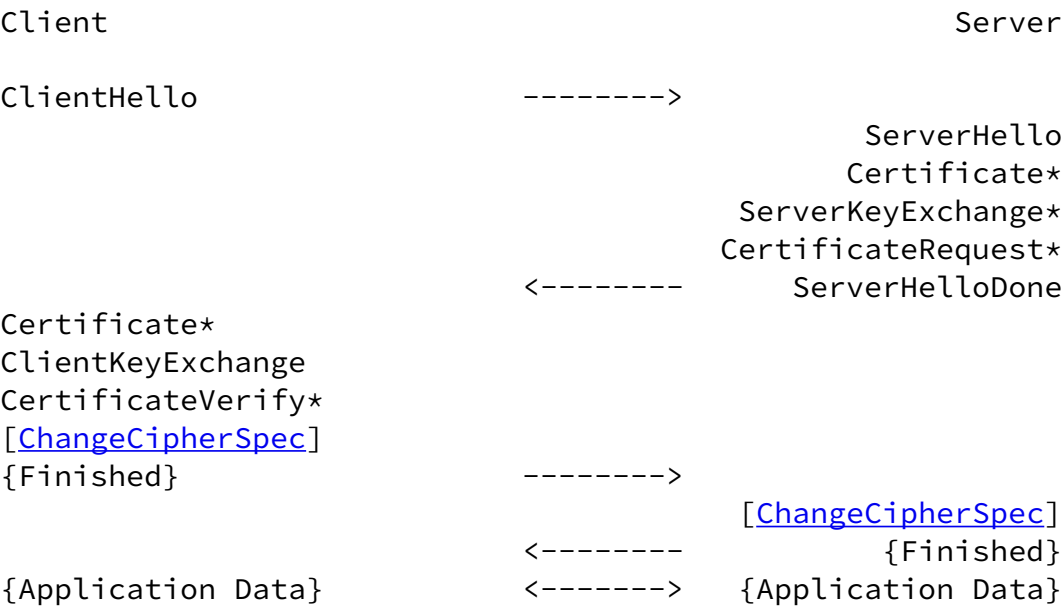 Client Server
ClientHello -------->
ServerHello
Certificate*
ServerKeyExchange*
CertificateRequest*
<-------- ServerHelloDone
Certificate*
ClientKeyExchange
CertificateVerify*
[ChangeCipherSpec]
{Finished} -------->
[ChangeCipherSpec]
<-------- {Finished}
{Application Data} <-------> {Application Data}